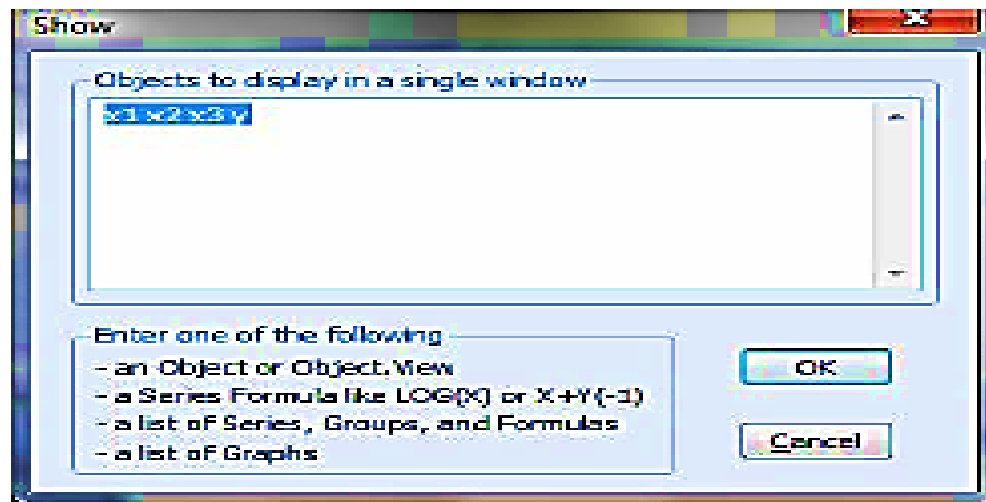 Show
Objects to display in a single window
x1 x2 x3 y
Enter one of the following
- an Object or Object.View
- a Series Formula like LOG(X) or X+Y(-1)
- a list of Series, Groups, and Formulas
- a list of Graphs
OK
Cancel